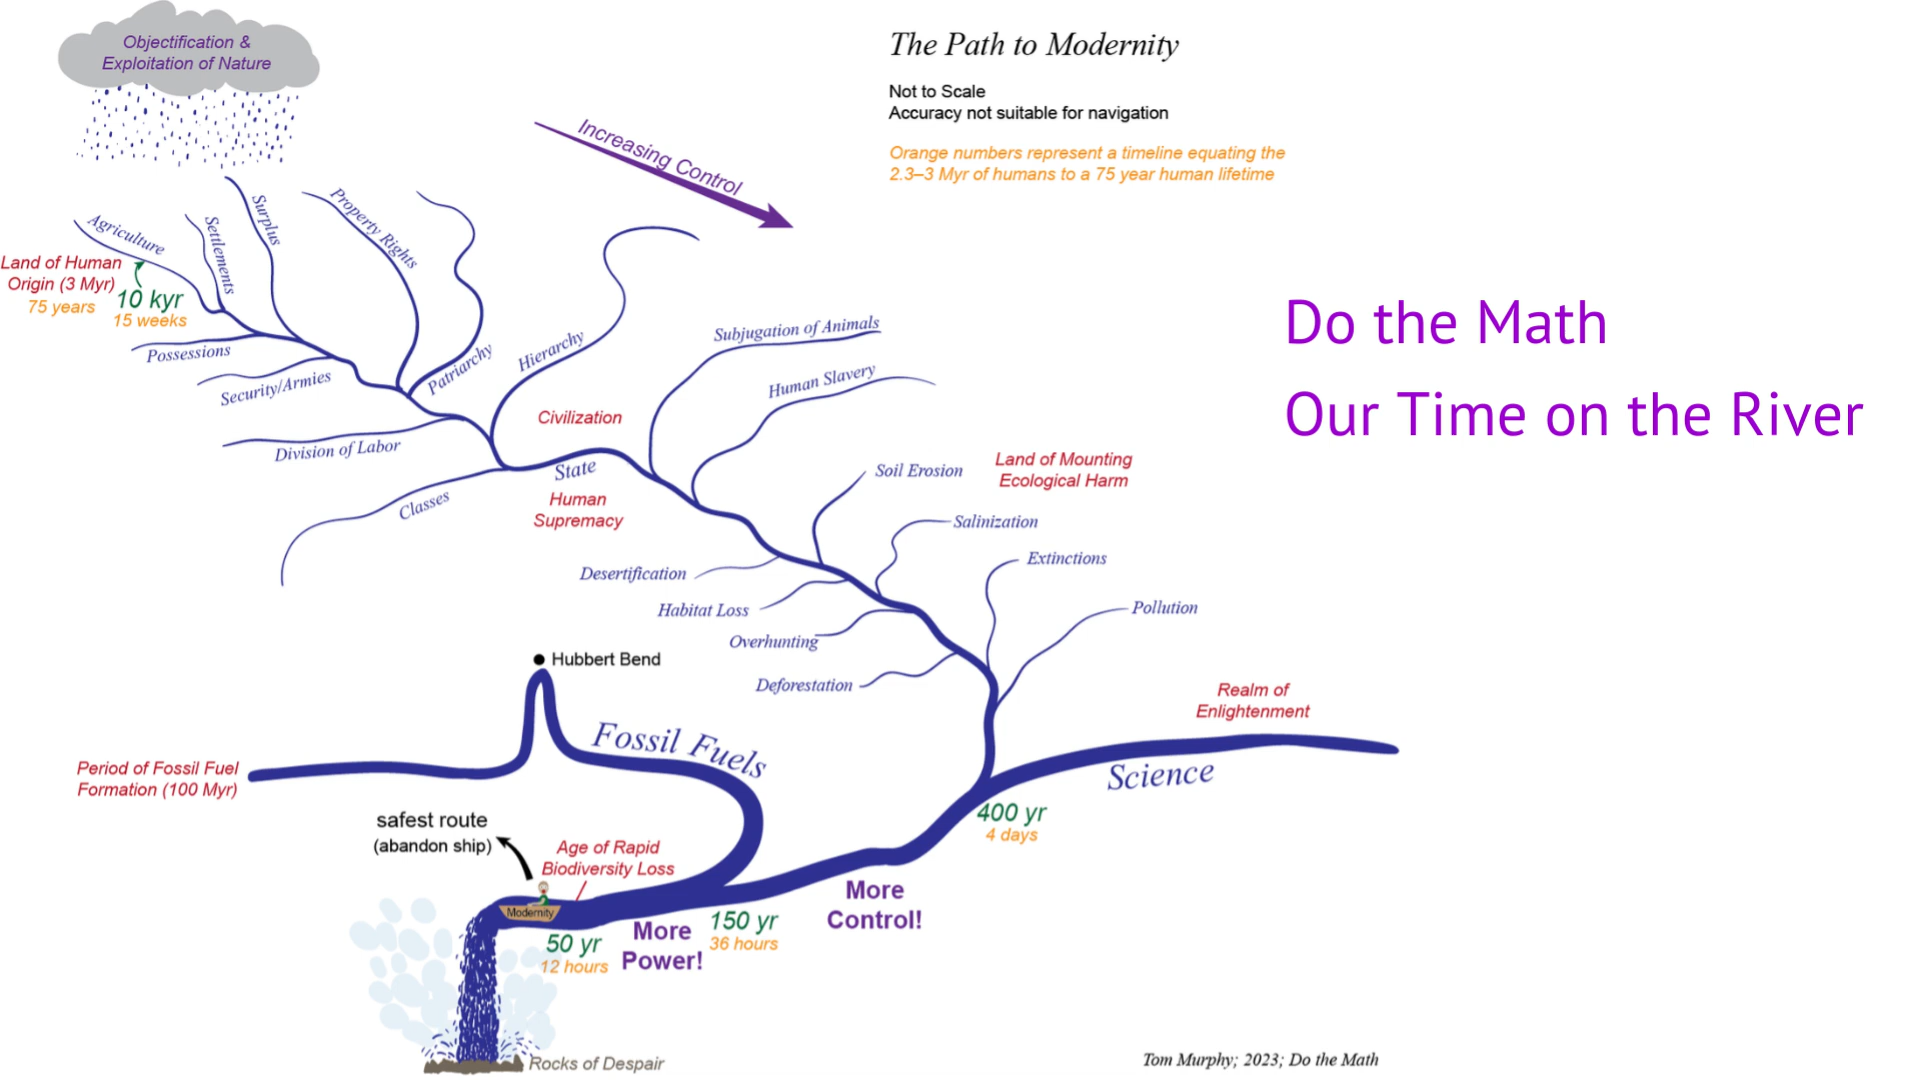 Objectification &
Exploitation of Nature
The Path to Modernity
Not to Scale
Accuracy not suitable for navigation
Orange numbers represent a timeline equating the
2.3–3 Myr of humans to a 75 year human lifetime
Increasing Control
Agriculture
Settlements
Surplus
Property Rights
Land of Human
Origin (3 Myr)
75 years
10 kyr
15 weeks
Possessions
Security/Armies
Patriarchy
Hierarchy
Division of Labor
Classes
Civilization
State
Human
Supremacy
Subjugation of Animals
Human Slavery
Do the Math
Our Time on the River
Soil Erosion
Land of Mounting
Ecological Harm
Salinization
Extinctions
Desertification
Habitat Loss
Pollution
Overhunting
Deforestation
Hubbert Bend
Fossil Fuels
Realm of
Enlightenment
Science
Period of Fossil Fuel
Formation (100 Myr)
400 yr
4 days
safest route
(abandon ship)
Age of Rapid
Biodiversity Loss
Modernity
More
Control!
150 yr
36 hours
More
Power!
50 yr
12 hours
Rocks of Despair
Tom Murphy; 2023; Do the Math